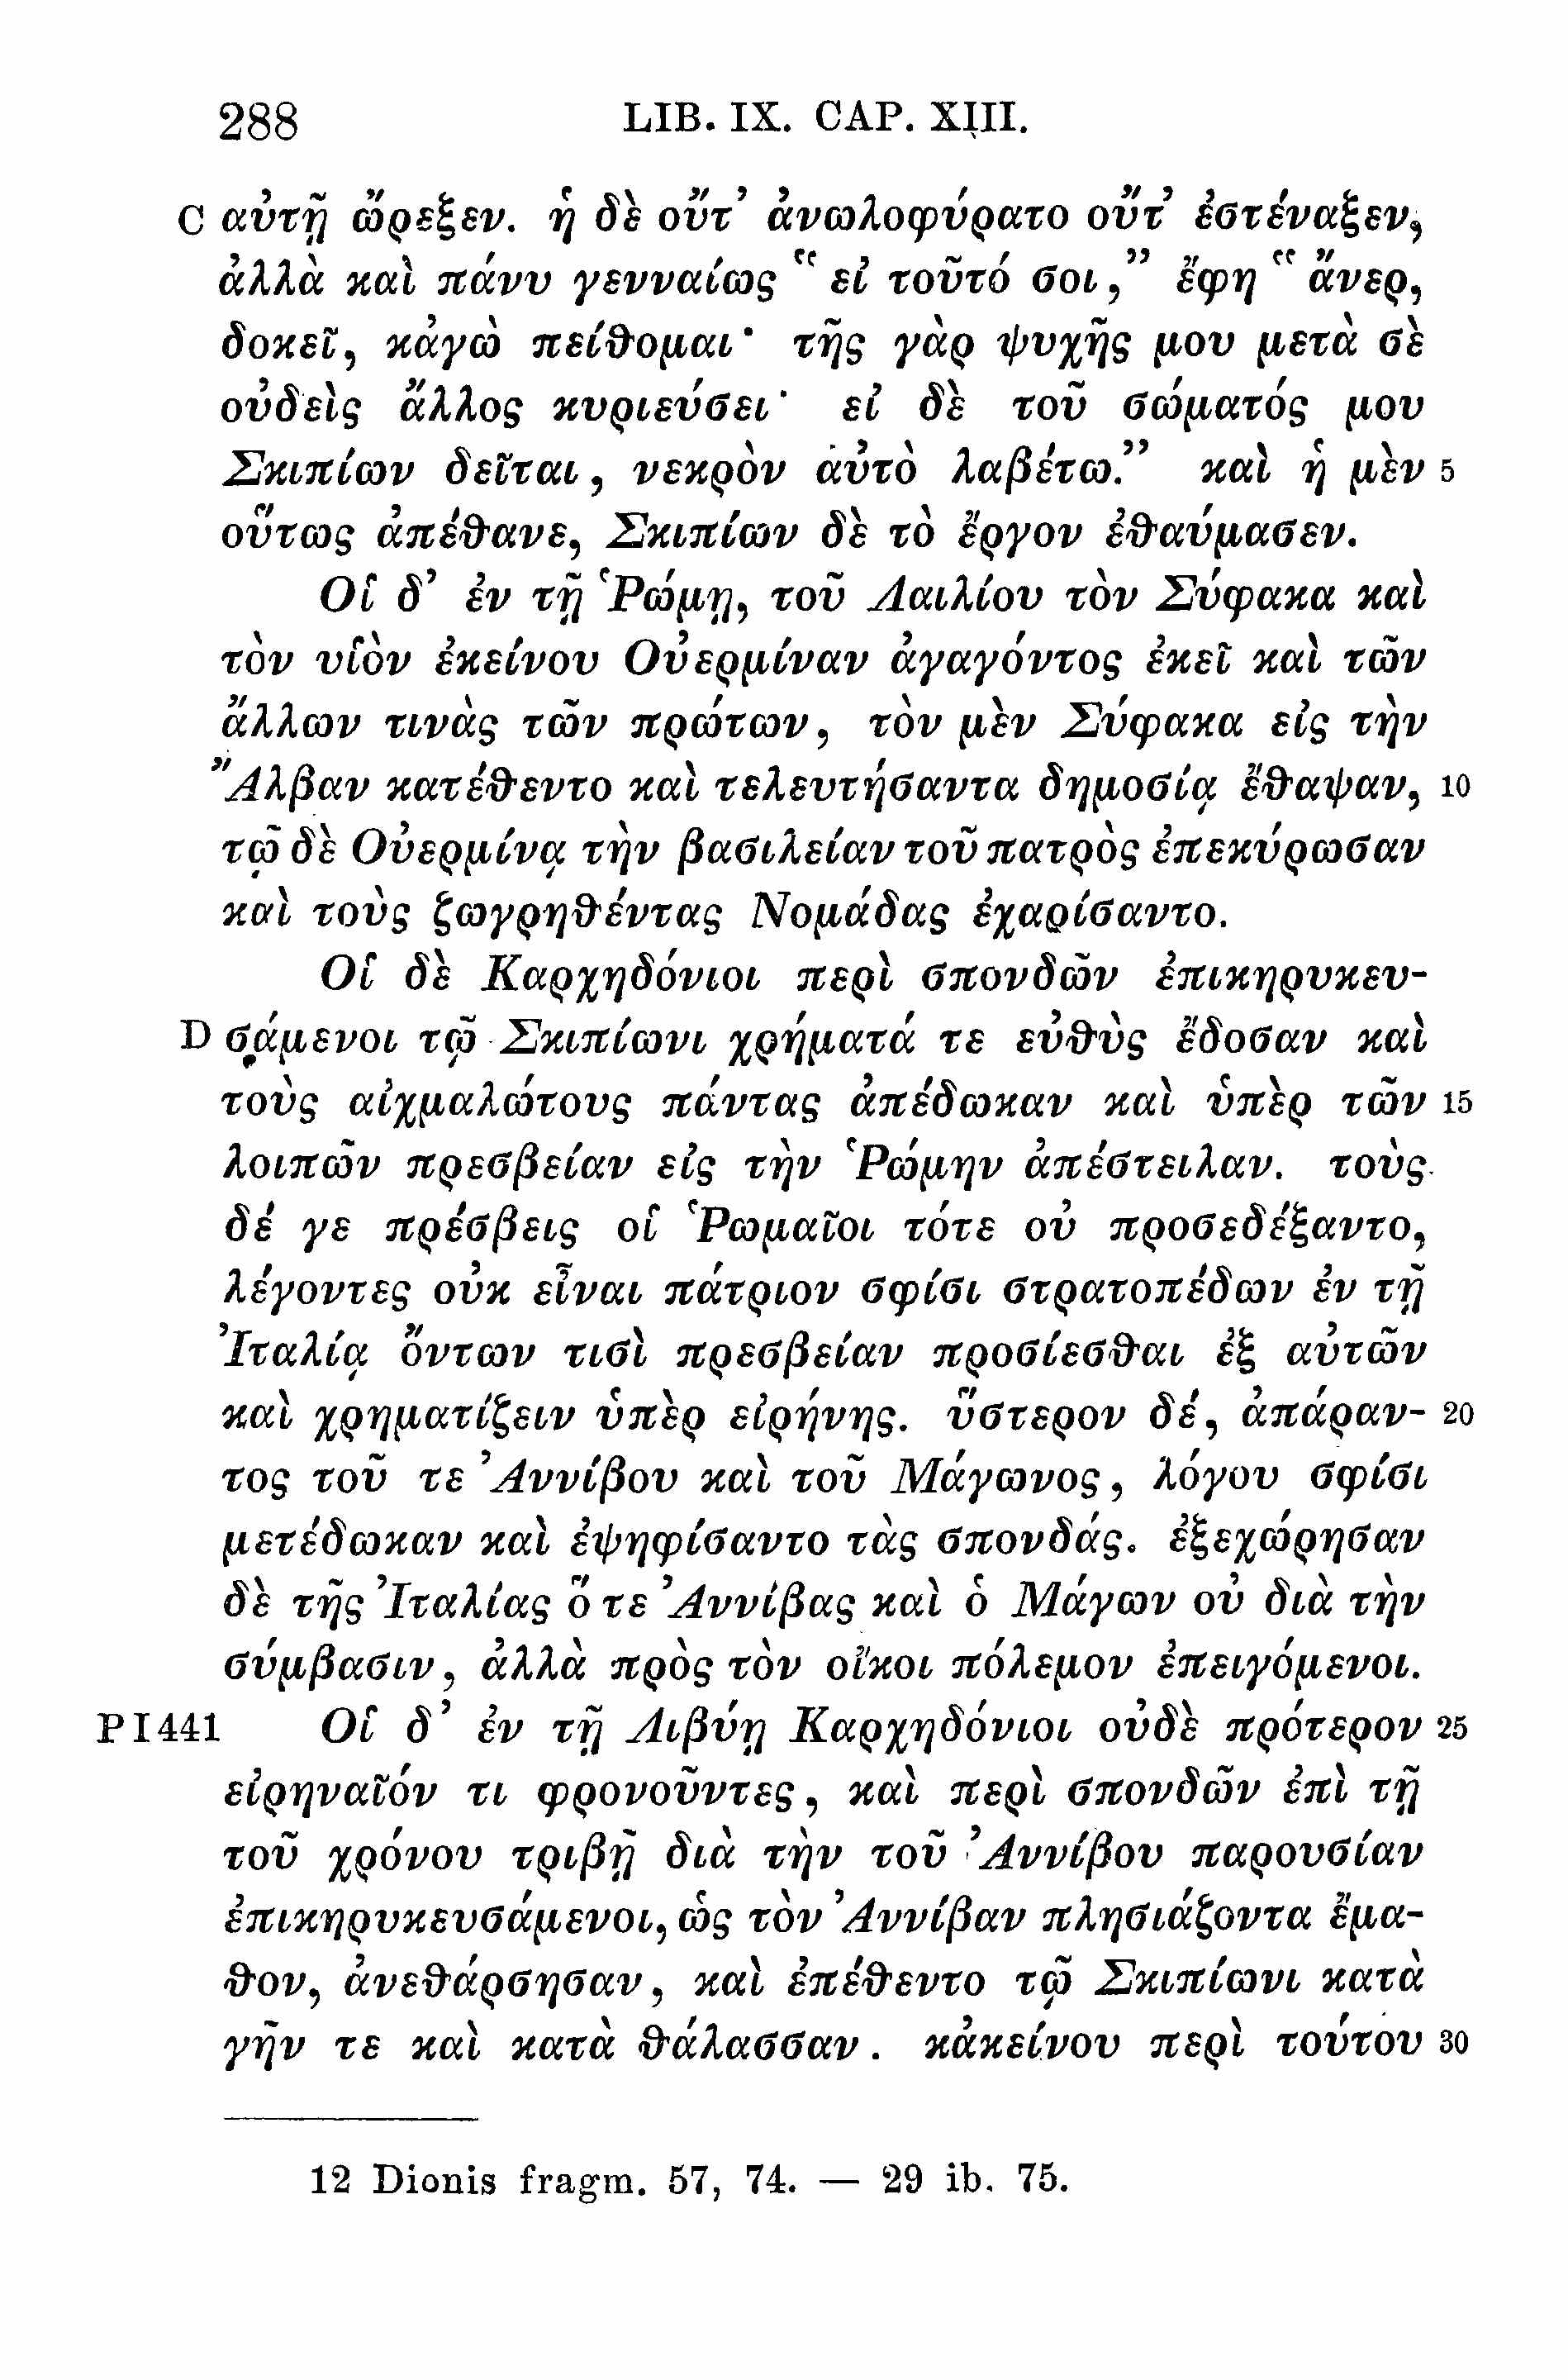 288 LIB. IX. CAP. XIII.
C αὐτῇ ὤρεξεν. ἡ δὲ οὔτ’ ἀνωλοφύρατο οὔτ’ ἐστέναξεν,
ἀλλὰ καὶ πάνυ γενναίως “εἰ τοῦτό σοι,” ἔφη “ἄνερ,
δοκεῖ, κἀγὼ πείθομαι· τῆς γὰρ ψυχῆς μου μετὰ σὲ
οὐδεὶς ἄλλος κυριεύσει· εἰ δὲ τοῦ σώματός μου
Σκιπίων δεῖται, νεκρὸν αὐτὸ λαβέτω.” καὶ ἡ μὲν 5
οὕτως ἀπέθανε, Σκιπίων δὲ τὸ ἔργον ἐθαύμασεν.
Οἱ δ’ ἐν τῇ Ῥώμῃ, τοῦ Λαιλίου τὸν Σύφακα καὶ
τὸν υἱὸν ἐκείνου Οὐερμίναν ἀγαγόντος ἐκεῖ καὶ τῶν
ἄλλων τινὰς τῶν πρώτων, τὸν μὲν Σύφακα εἰς τὴν
Ἄλβαν κατέθεντο καὶ τελευτήσαντα δημοσίᾳ ἔθαψαν, 10
τῷ δὲ Οὐερμίνᾳ τὴν βασιλείαν τοῦ πατρὸς ἐπεκύρωσαν
καὶ τοὺς ζωγρηθέντας Νομάδας ἐχαρίσαντο.
Οἱ δὲ Καρχηδόνιοι περὶ σπονδῶν ἐπικηρυκευ-
D σάμενοι τῷ Σκιπίωνι χρήματά τε εὐθὺς ἔδοσαν καὶ
τοὺς αἰχμαλώτους πάντας ἀπέδωκαν καὶ ὑπὲρ τῶν 15
λοιπῶν πρεσβείαν εἰς τὴν Ῥώμην ἀπέστειλαν. τοὺς
δέ γε πρέσβεις οἱ Ῥωμαῖοι τότε οὐ προσεδέξαντο,
λέγοντες οὐκ εἶναι πάτριον σφίσι στρατοπέδων ἐν τῇ
Ἰταλίᾳ ὄντων τισὶ πρεσβείαν προσίεσθαι ἐξ αὐτῶν
καὶ χρηματίζειν ὑπὲρ εἰρήνης. ὕστερον δέ, ἀπάραν- 20
τος τοῦ τε Ἀννίβου καὶ τοῦ Μάγωνος, λόγου σφίσι
μετέδωκαν καὶ ἐψηφίσαντο τὰς σπονδάς. ἐξεχώρησαν
δὲ τῆς Ἰταλίας ὅ τε Ἀννίβας καὶ ὁ Μάγων οὐ διὰ τὴν
σύμβασιν, ἀλλὰ πρὸς τὸν οἴκοι πόλεμον ἐπειγόμενοι.
P I 441 Οἱ δ’ ἐν τῇ Λιβύῃ Καρχηδόνιοι οὐδὲ πρότερον 25
εἰρηναῖόν τι φρονοῦντες, καὶ περὶ σπονδῶν ἐπὶ τῇ
τοῦ χρόνου τριβῇ διὰ τὴν τοῦ Ἀννίβου παρουσίαν
ἐπικηρυκευσάμενοι, ὡς τὸν Ἀννίβαν πλησιάζοντα ἔμα-
θον, ἀνεθάρσησαν, καὶ ἐπέθεντο τῷ Σκιπίωνι κατὰ
γῆν τε καὶ κατὰ θάλασσαν. κἀκείνου περὶ τούτου 30
12 Dionis fragm. 57, 74. — 29 ib. 75.